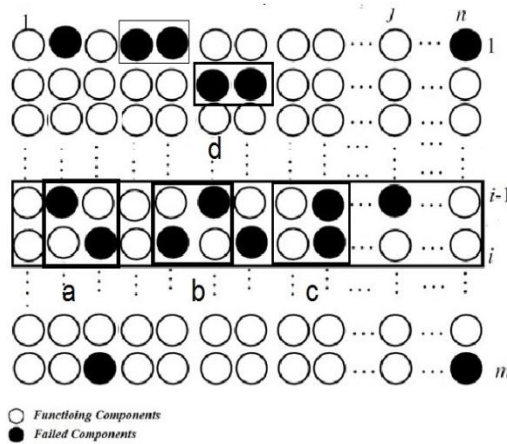 1 j n
1
d
i-1
i
a b c
m
Functioing Components
Failed Components